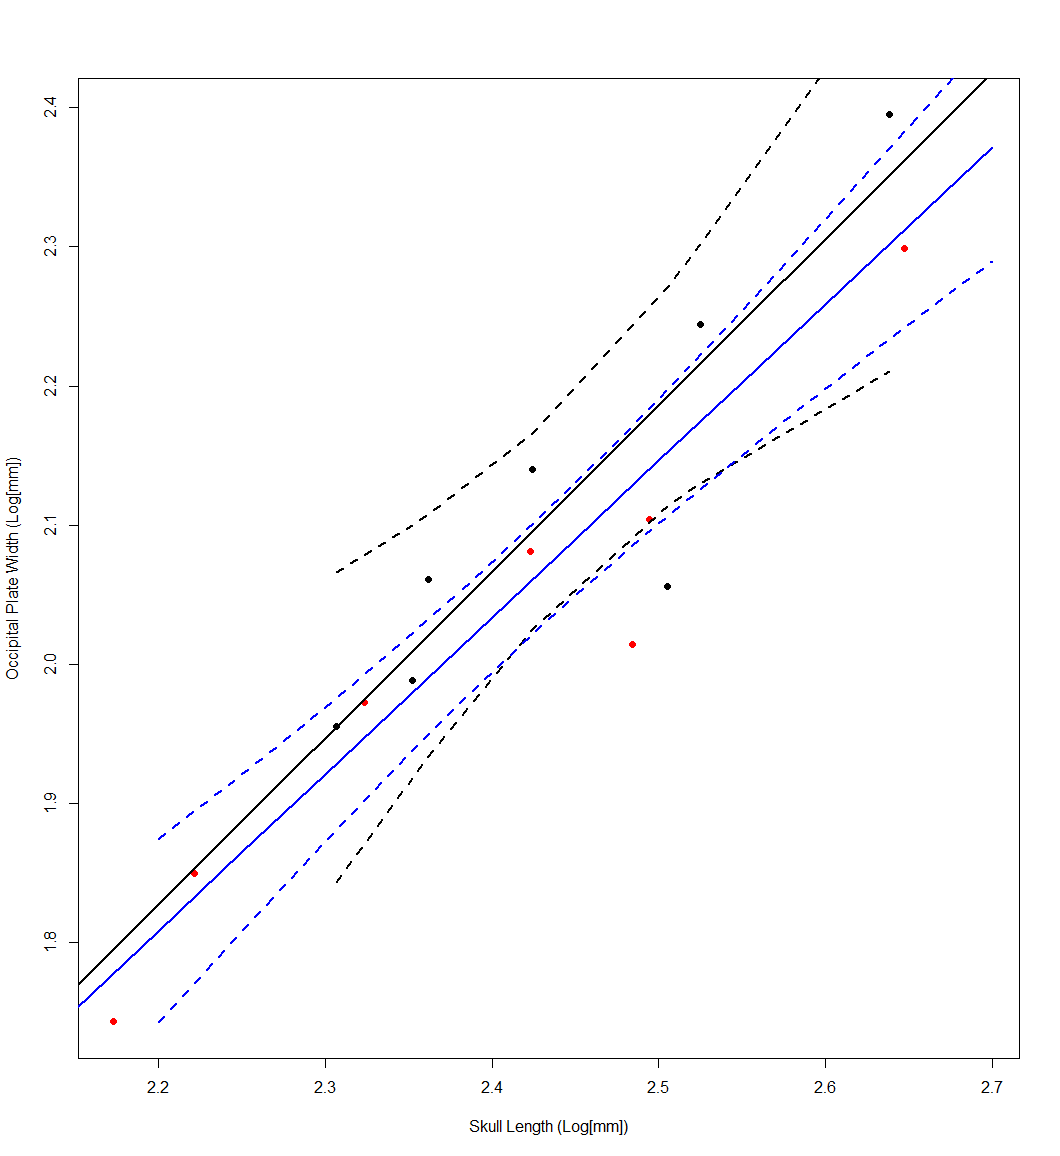 Occipital Plate Width (Log[mm])
2.4
2.3
2.2
2.1
2.0
1.9
1.8
2.2 2.3 2.4 2.5 2.6 2.7
Skull Length (Log[mm])